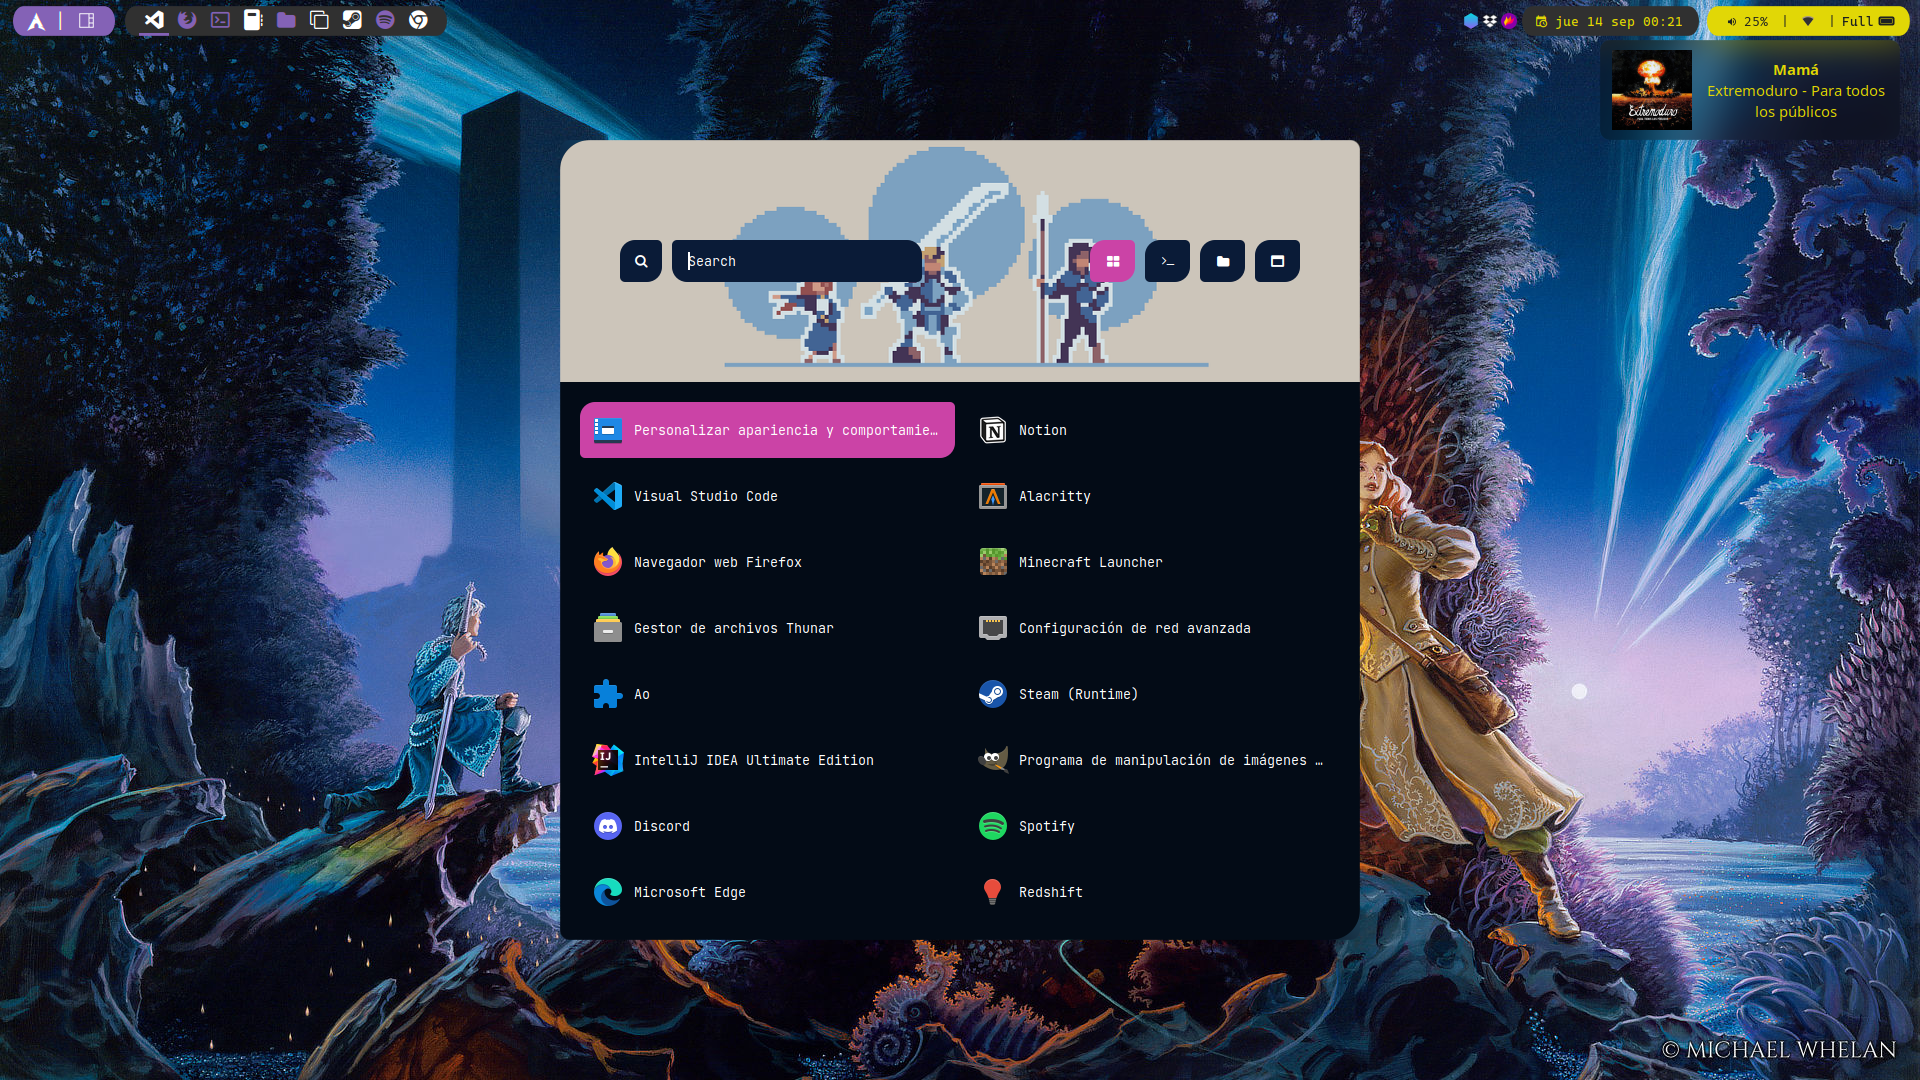 jue 14 sep 00:21
25% | | Full
Mamá
Extremoduro - Para todos
los públicos
Extremoduro
Search
Personalizar apariencia y comportamie…
Notion
Visual Studio Code
Alacritty
Navegador web Firefox
Minecraft Launcher
Gestor de archivos Thunar
Configuración de red avanzada
Ao
Steam (Runtime)
IntelliJ IDEA Ultimate Edition
Programa de manipulación de imágenes …
Discord
Spotify
Microsoft Edge
Redshift
© MICHAEL WHELAN